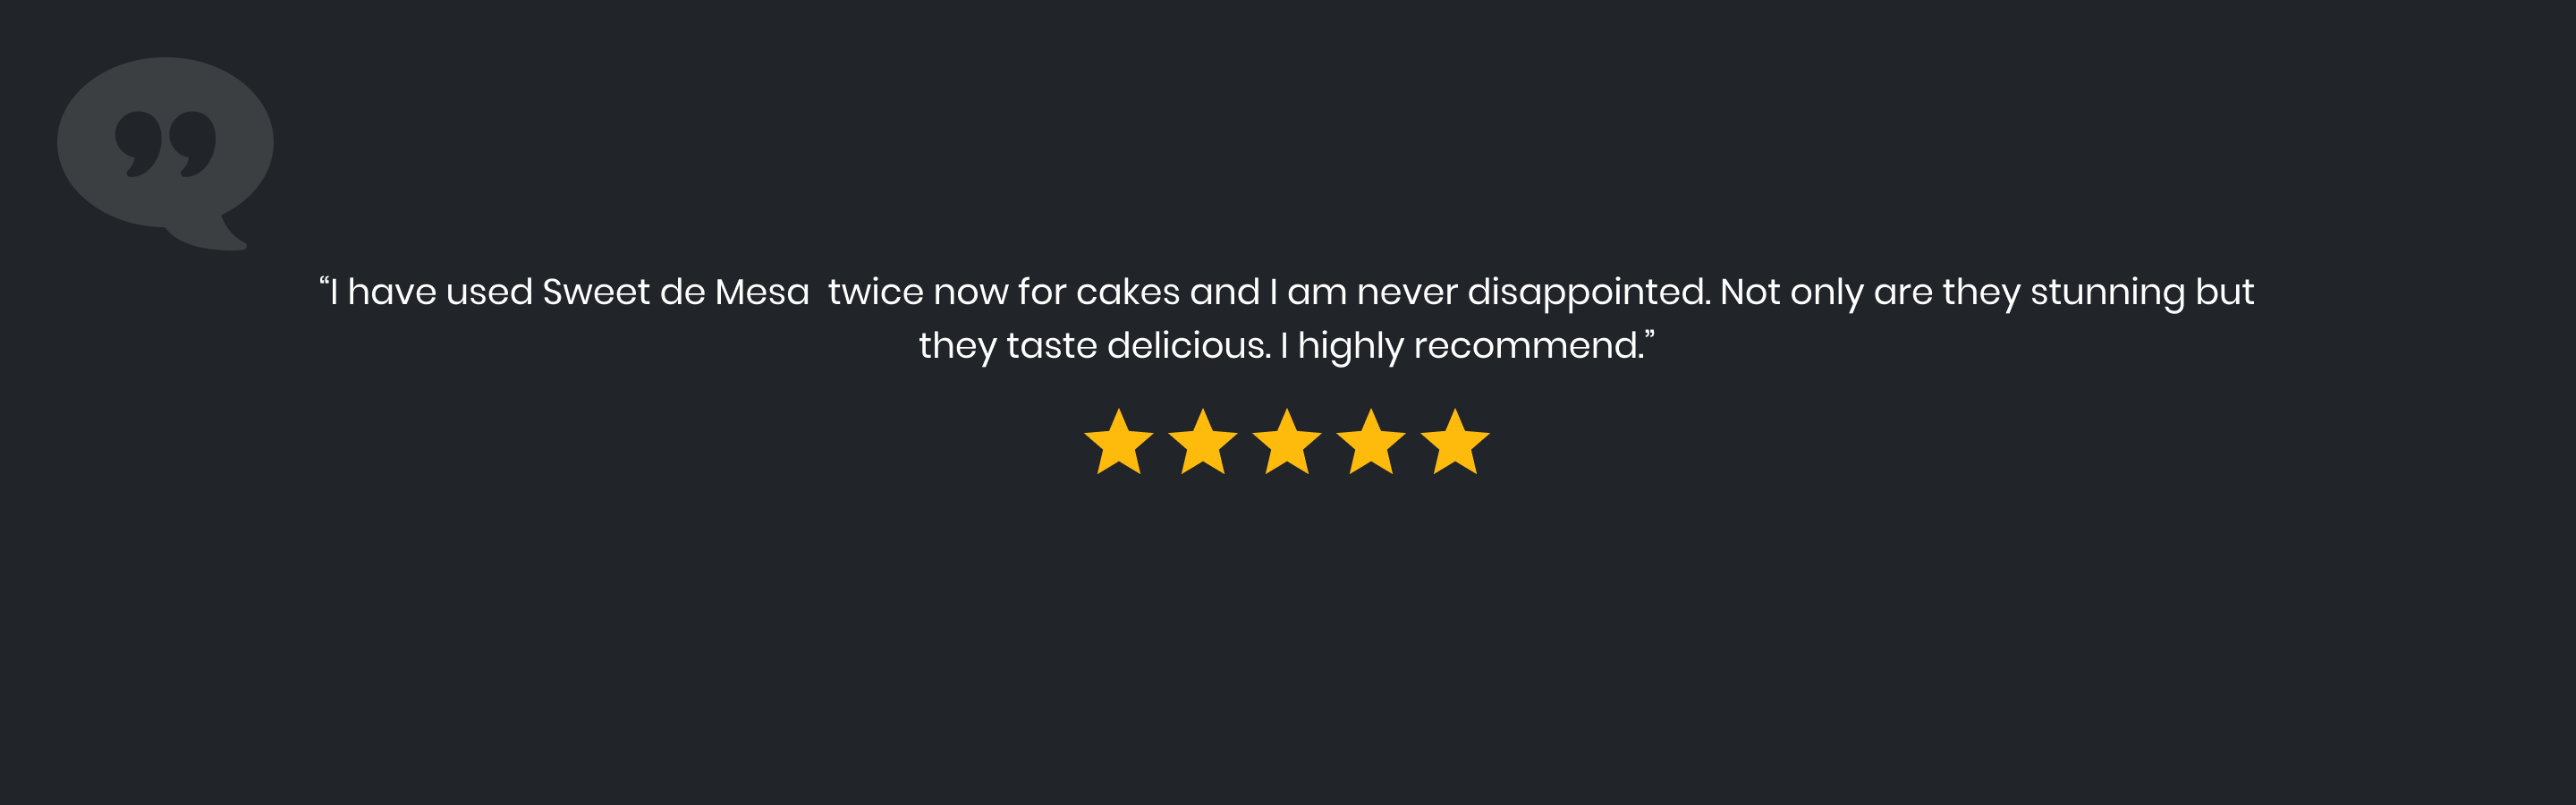 “I have used Sweet de Mesa  twice now for cakes and I am never disappointed. Not only are they stunning but
they taste delicious. I highly recommend.”